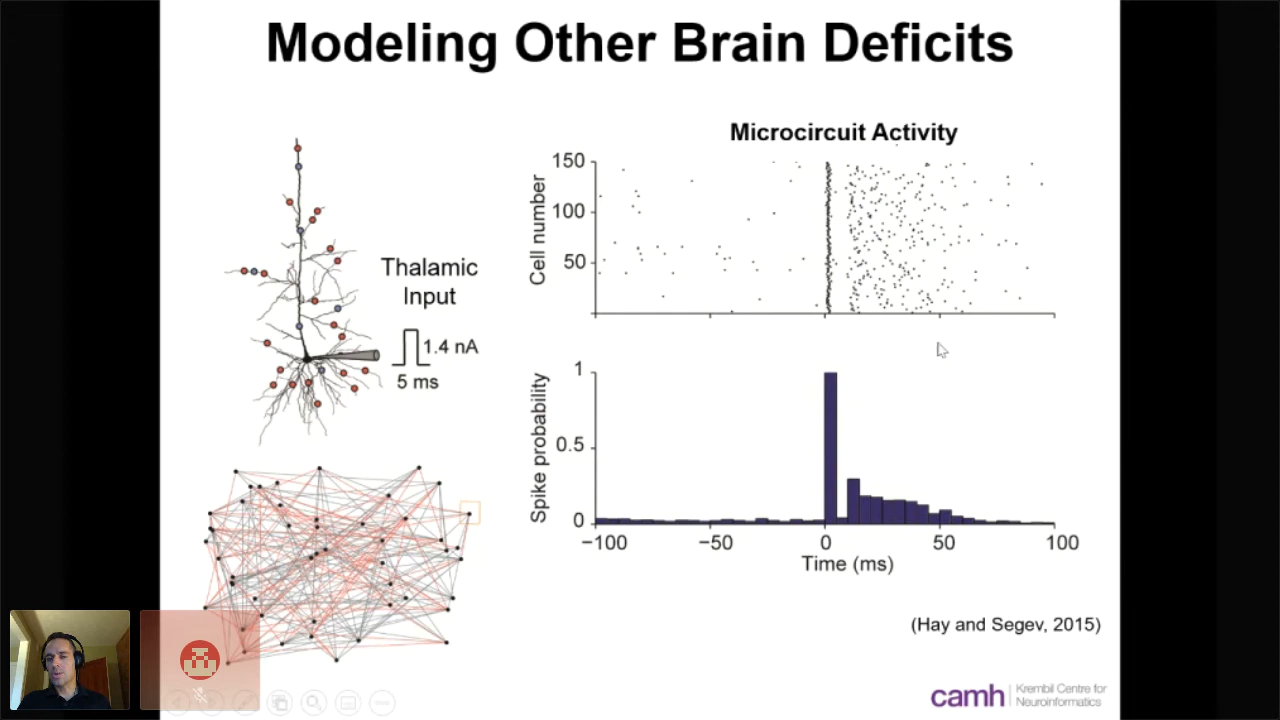 Modeling Other Brain Deficits
Thalamic
Input
1.4 nA
5 ms
Microcircuit Activity
Cell number
150
100
50
Spike probability
1
0.5
0
−100
−50
0
50
100
Time (ms)
(Hay and Segev, 2015)
camh
Krembil Centre for
Neuroinformatics